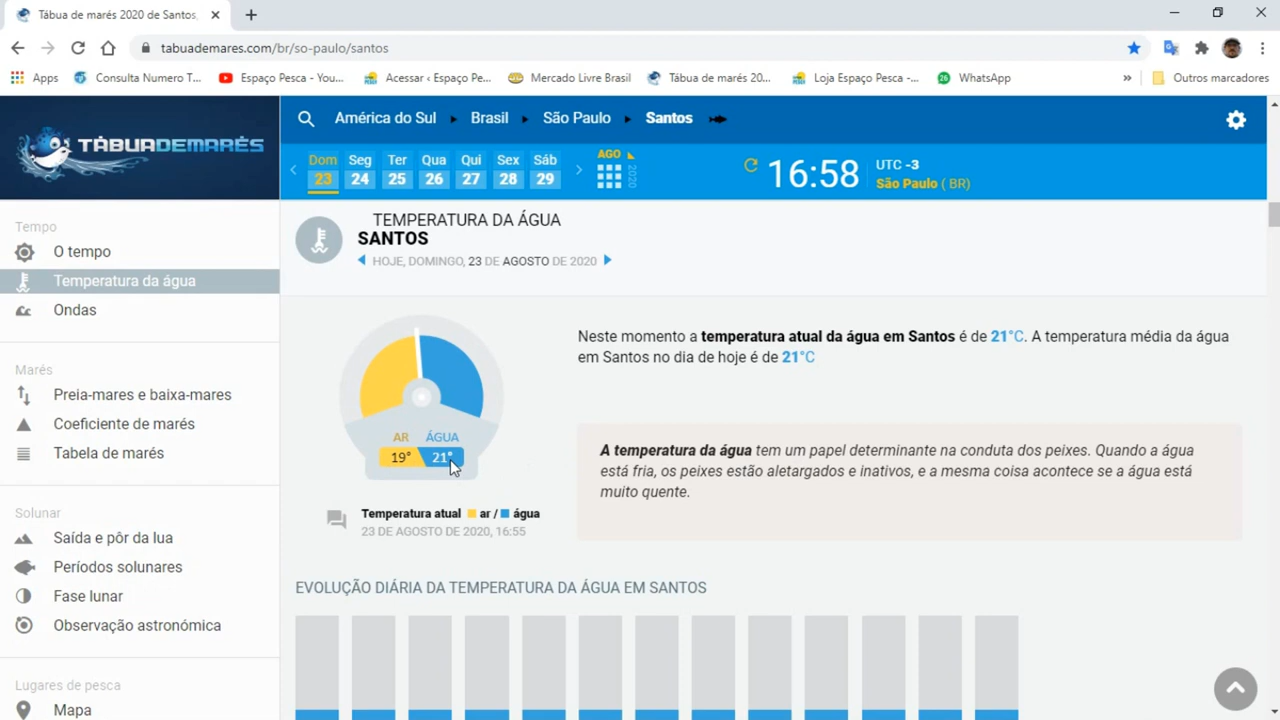 Tábua de marés 2020 de Santos,
tabuademares.com/br/so-paulo/santos
Apps
Consulta Numero T...
Espaço Pesca - You...
Acessar ‹ Espaço Pe...
Mercado Livre Brasil
Tábua de marés 20...
Loja Espaço Pesca -...
26
WhatsApp
»
Outros marcadores
TÁBUADEMARÉS
América do Sul
Brasil
São Paulo
Santos
Dom Seg Ter Qua Qui Sex Sáb
23 24 25 26 27 28 29
AGO
2020
16:58
UTC -3
São Paulo ( BR)
Tempo
O tempo
Temperatura da água
Ondas
Marés
Preia-mares e baixa-mares
Coeficiente de marés
Tabela de marés
Solunar
Saída e pôr da lua
Períodos solunares
Fase lunar
Observação astronómica
Lugares de pesca
Mapa
TEMPERATURA DA ÁGUA
SANTOS
HOJE, DOMINGO, 23 DE AGOSTO DE 2020
AR ÁGUA
19° 21°
Temperatura atual ar / água
23 DE AGOSTO DE 2020, 16:55
Neste momento a temperatura atual da água em Santos é de 21°C. A temperatura média da água
em Santos no dia de hoje é de 21°C
A temperatura da água tem um papel determinante na conduta dos peixes. Quando a água
está fria, os peixes estão aletargados e inativos, e a mesma coisa acontece se a água está
muito quente.
EVOLUÇÃO DIÁRIA DA TEMPERATURA DA ÁGUA EM SANTOS